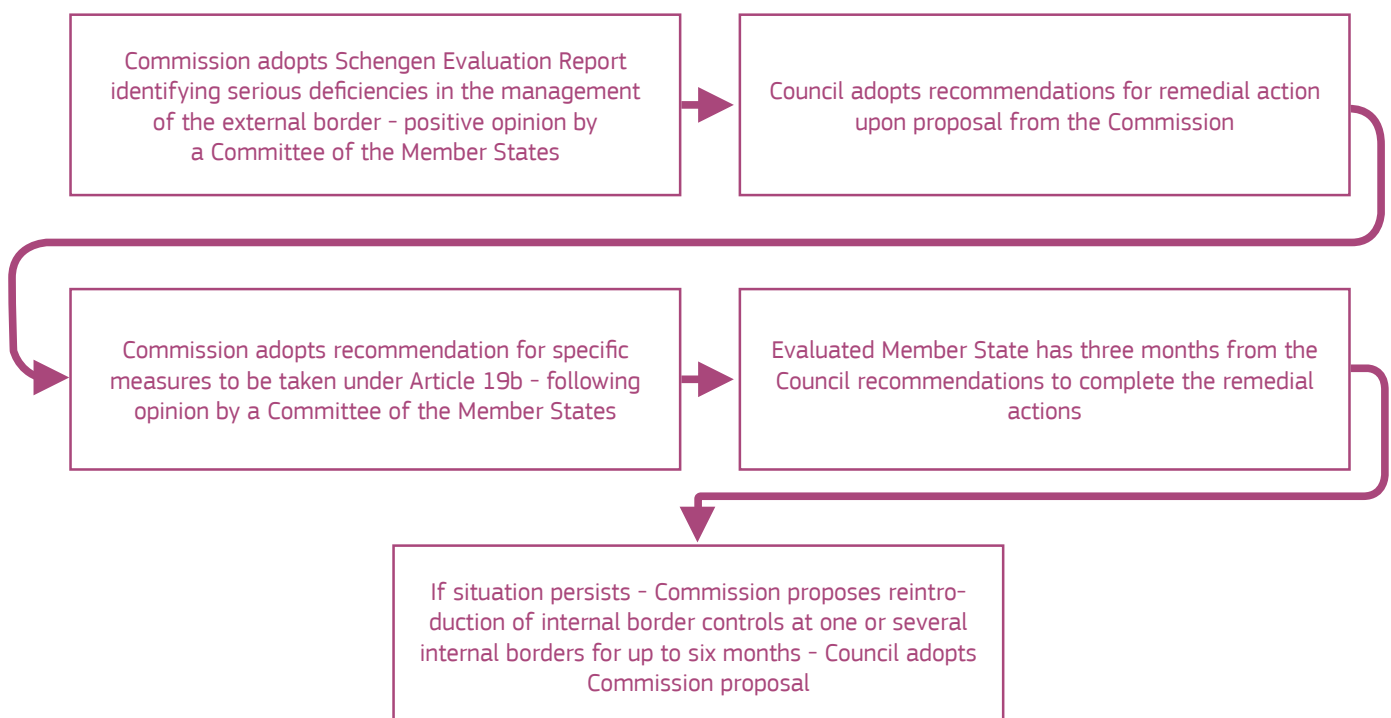 Commission adopts Schengen Evaluation Report
identifying serious deficiencies in the management
of the external border - positive opinion by
a Committee of the Member States
Council adopts recommendations for remedial action
upon proposal from the Commission
Commission adopts recommendation for specific
measures to be taken under Article 19b - following
opinion by a Committee of the Member States
Evaluated Member State has three months from the
Council recommendations to complete the remedial
actions
If situation persists - Commission proposes reintro-
duction of internal border controls at one or several
internal borders for up to six months - Council adopts
Commission proposal